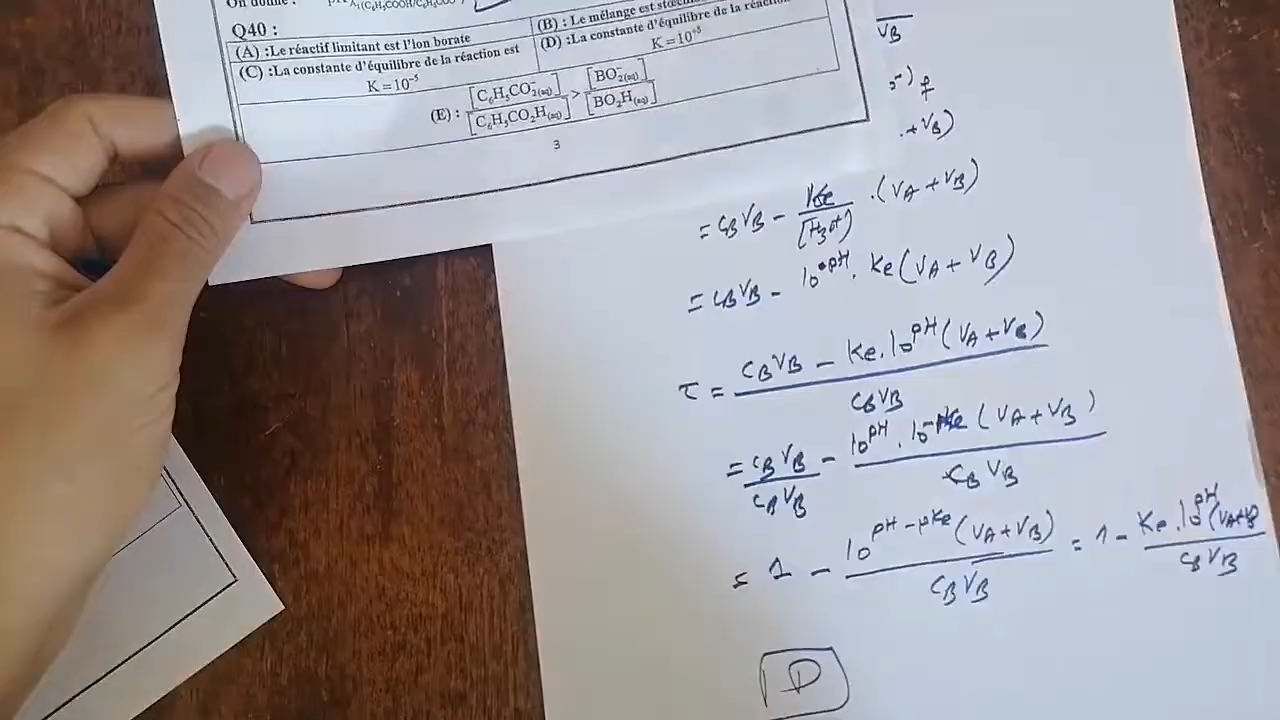 On donné :
Q40 :
(A) :Le réactif limitant est l'ion borate
(B) : Le mélange est
(C) :La constante d'équilibre de la réaction est
K = 10⁻⁵
(D) :La constante d'équilibre de la réaction
K = 10⁺⁵
(E) : [C₆H₅CO₂⁻(aq)] / [C₆H₅CO₂H(aq)] > [BO₂⁻(aq)] / [BO₂H(aq)]
3
VB
+ VB)
= CBVB - Ke/[H3O+] . (VA + VB)
= CBVB - 10^pH . Ke (VA + VB)
τ = (CBVB - Ke.10^pH (VA + VB)) / CBVB
= CBVB/CBVB - 10^pH . 10^-pKe (VA + VB) / CBVB
= 1 - 10^pH-pKe (VA + VB) / CBVB = 1 - Ke.10^pH (VA+VB) / CBVB
D